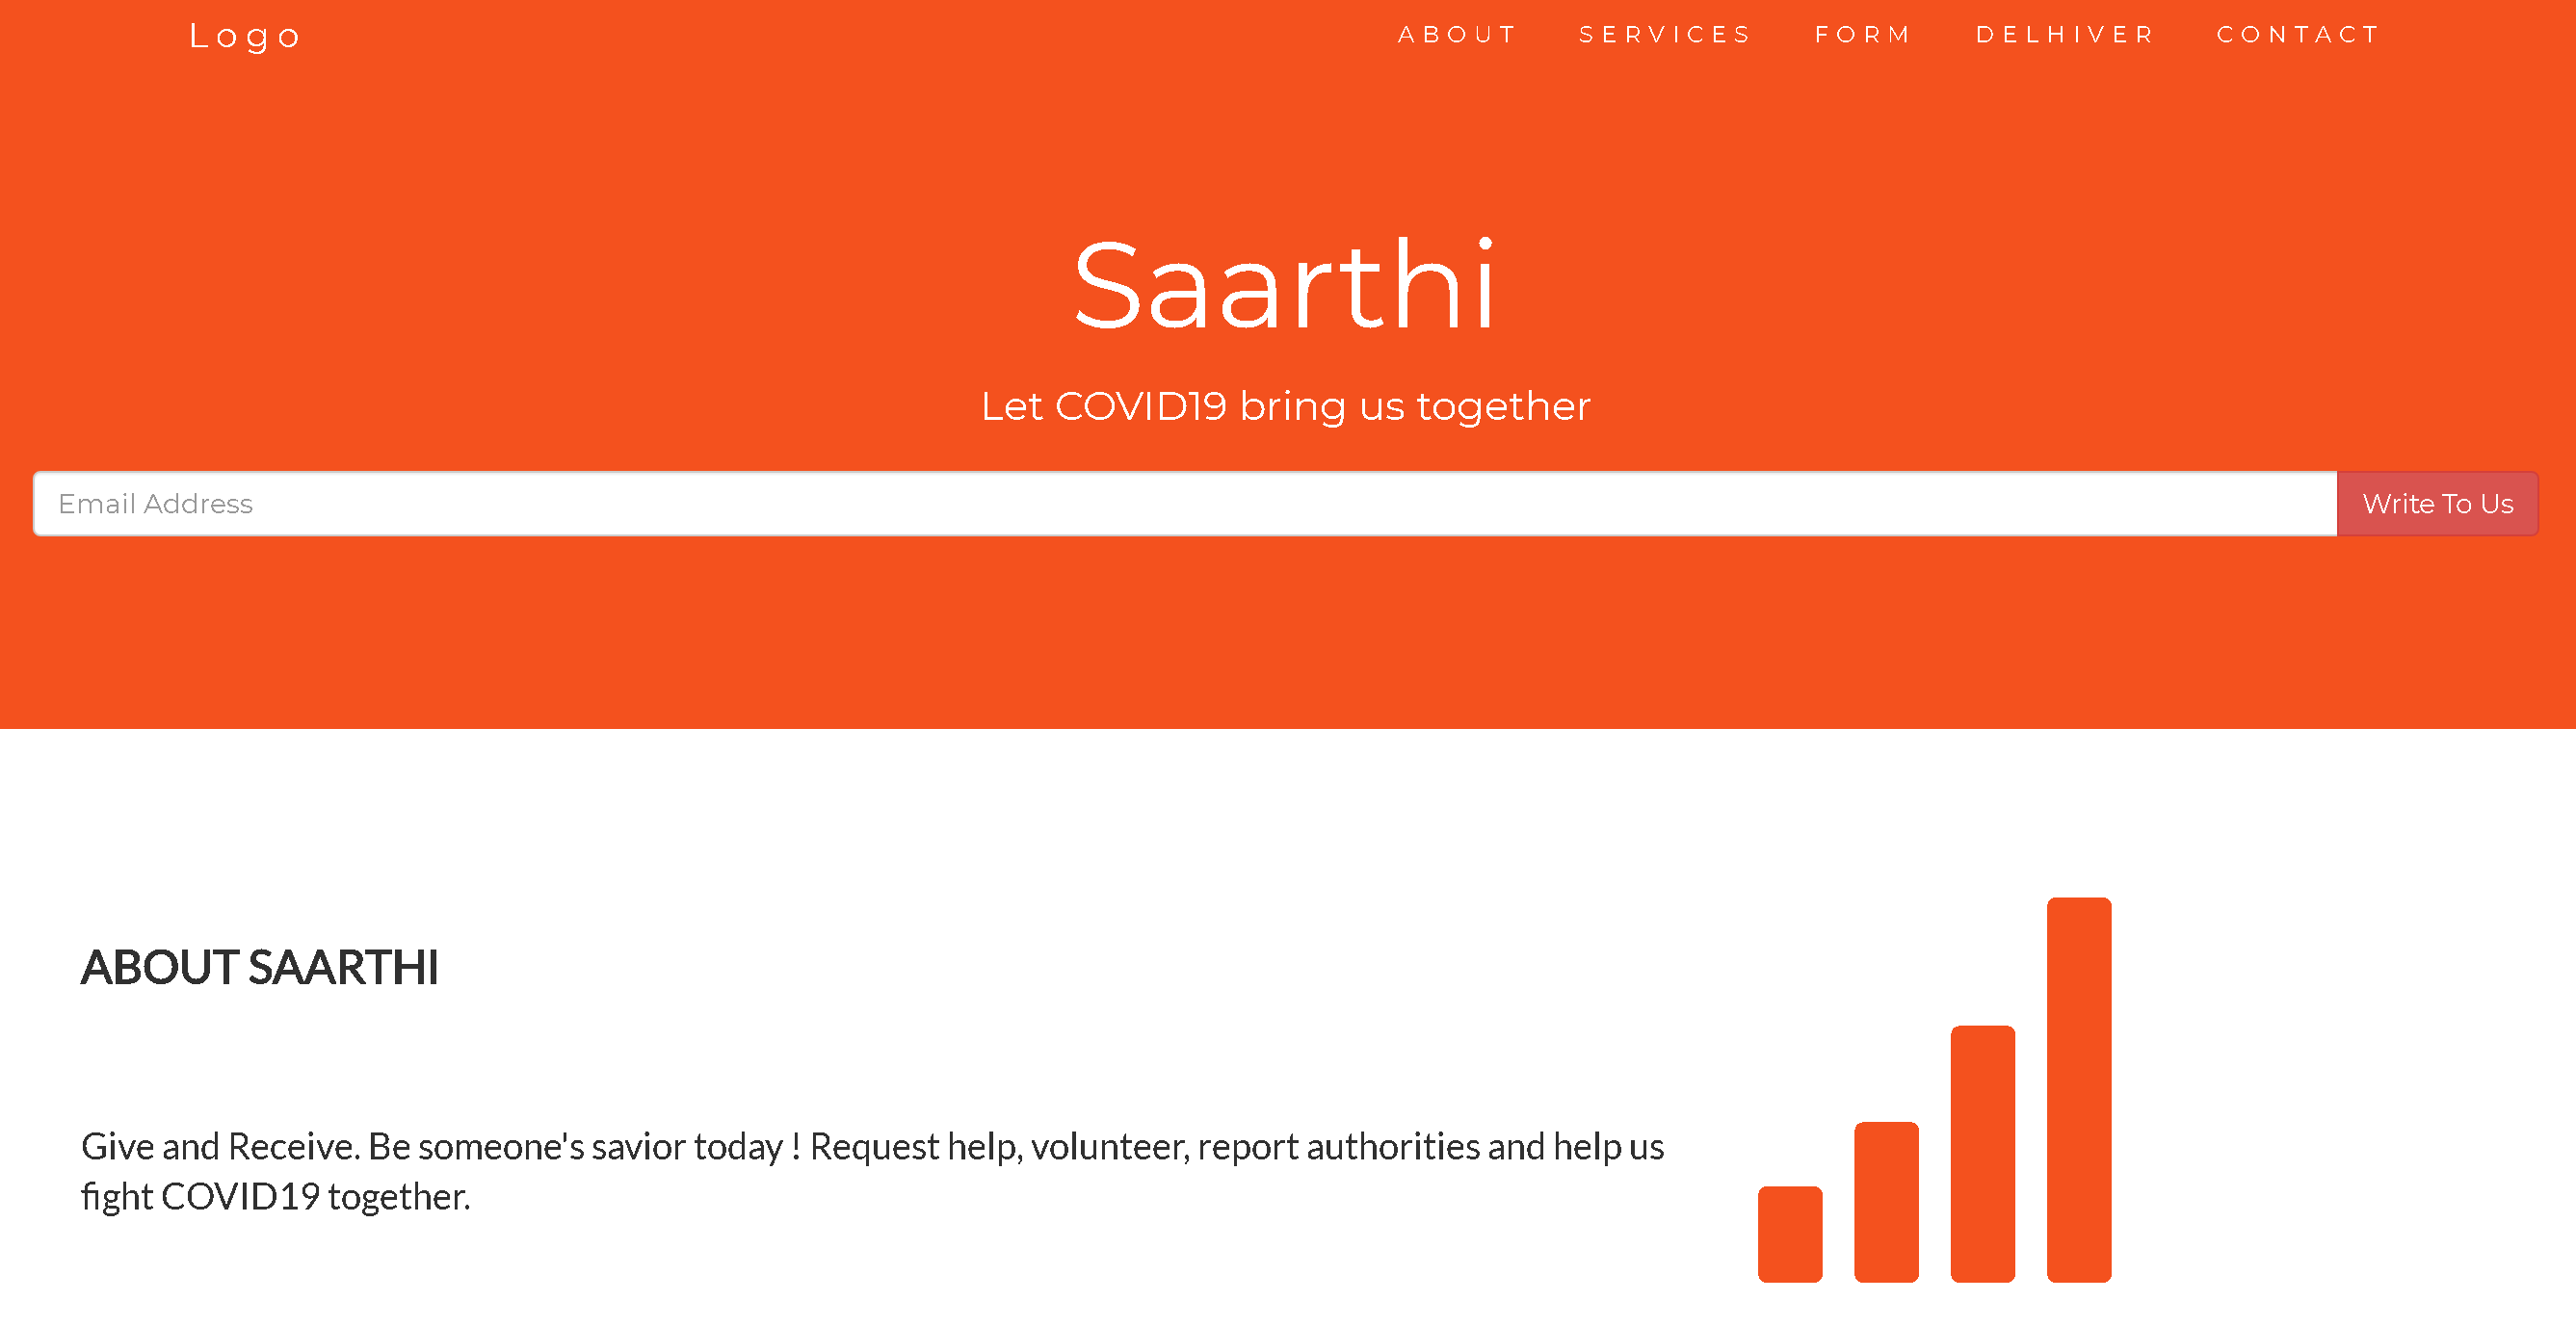 Logo
ABOUT SERVICES FORM DELHIVER CONTACT
Saarthi
Let COVID19 bring us together
Email Address
Write To Us
ABOUT SAARTHI
Give and Receive. Be someone's savior today ! Request help, volunteer, report authorities and help us
fight COVID19 together.